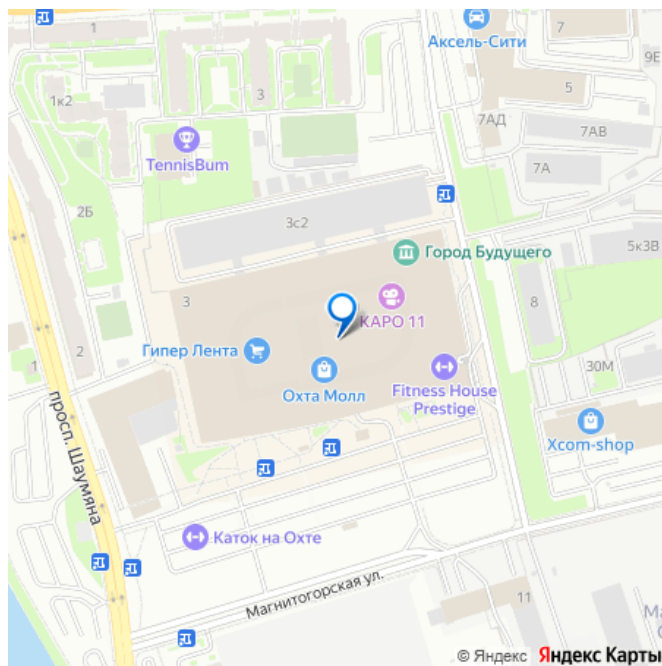 Аксель-Сити
7
9Е
5
1к2
3
7АД
7АВ
TennisBum
7А
2Б
3с2
Город Будущего
5к3В
3
8
КАРО 11
Гипер Лента
1
2
Охта Молл
Fitness House
Prestige
30М
Xcom-shop
просп. Шаумяна
Каток на Охте
Магнитогорская ул.
11
© Яндекс Яндекс Карты